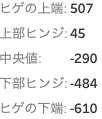 ヒゲの上端: 507
上部ヒンジ: 45
中央値: -290
下部ヒンジ: -484
ヒゲの下端: -610